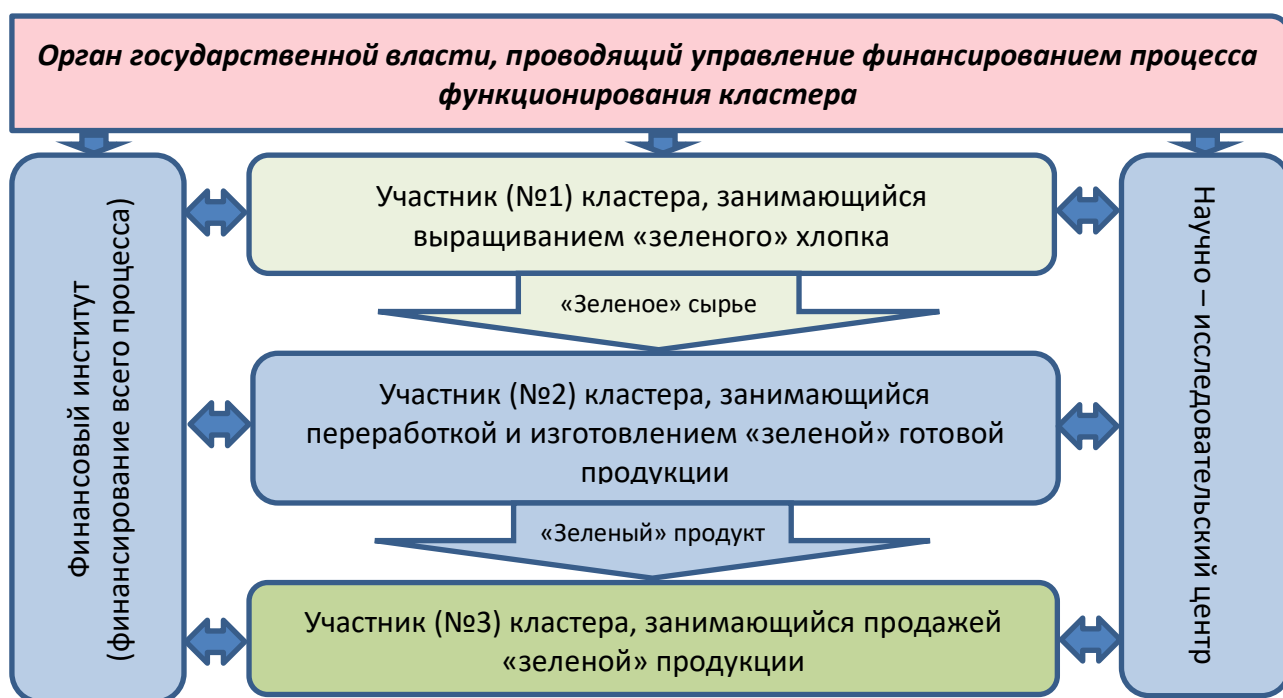 Орган государственной власти, проводящий управление финансированием процесса
функционирования кластера
Финансовый институт
(финансирование всего процесса)
Участник (№1) кластера, занимающийся
выращиванием «зеленого» хлопка
«Зеленое» сырье
Участник (№2) кластера, занимающийся
переработкой и изготовлением «зеленой» готовой
продукции
«Зеленый» продукт
Участник (№3) кластера, занимающийся продажей
«зеленой» продукции
Научно – исследовательский центр